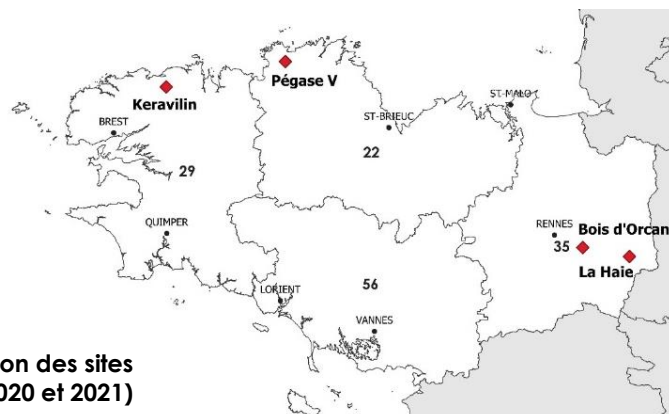 Pégase V
Keravilin
ST-MALO
BREST
ST-BRIEUC
22
29
QUIMPER
RENNES
Bois d'Orcan
35
La Haie
56
LORIENT
VANNES
on des sites
020 et 2021)